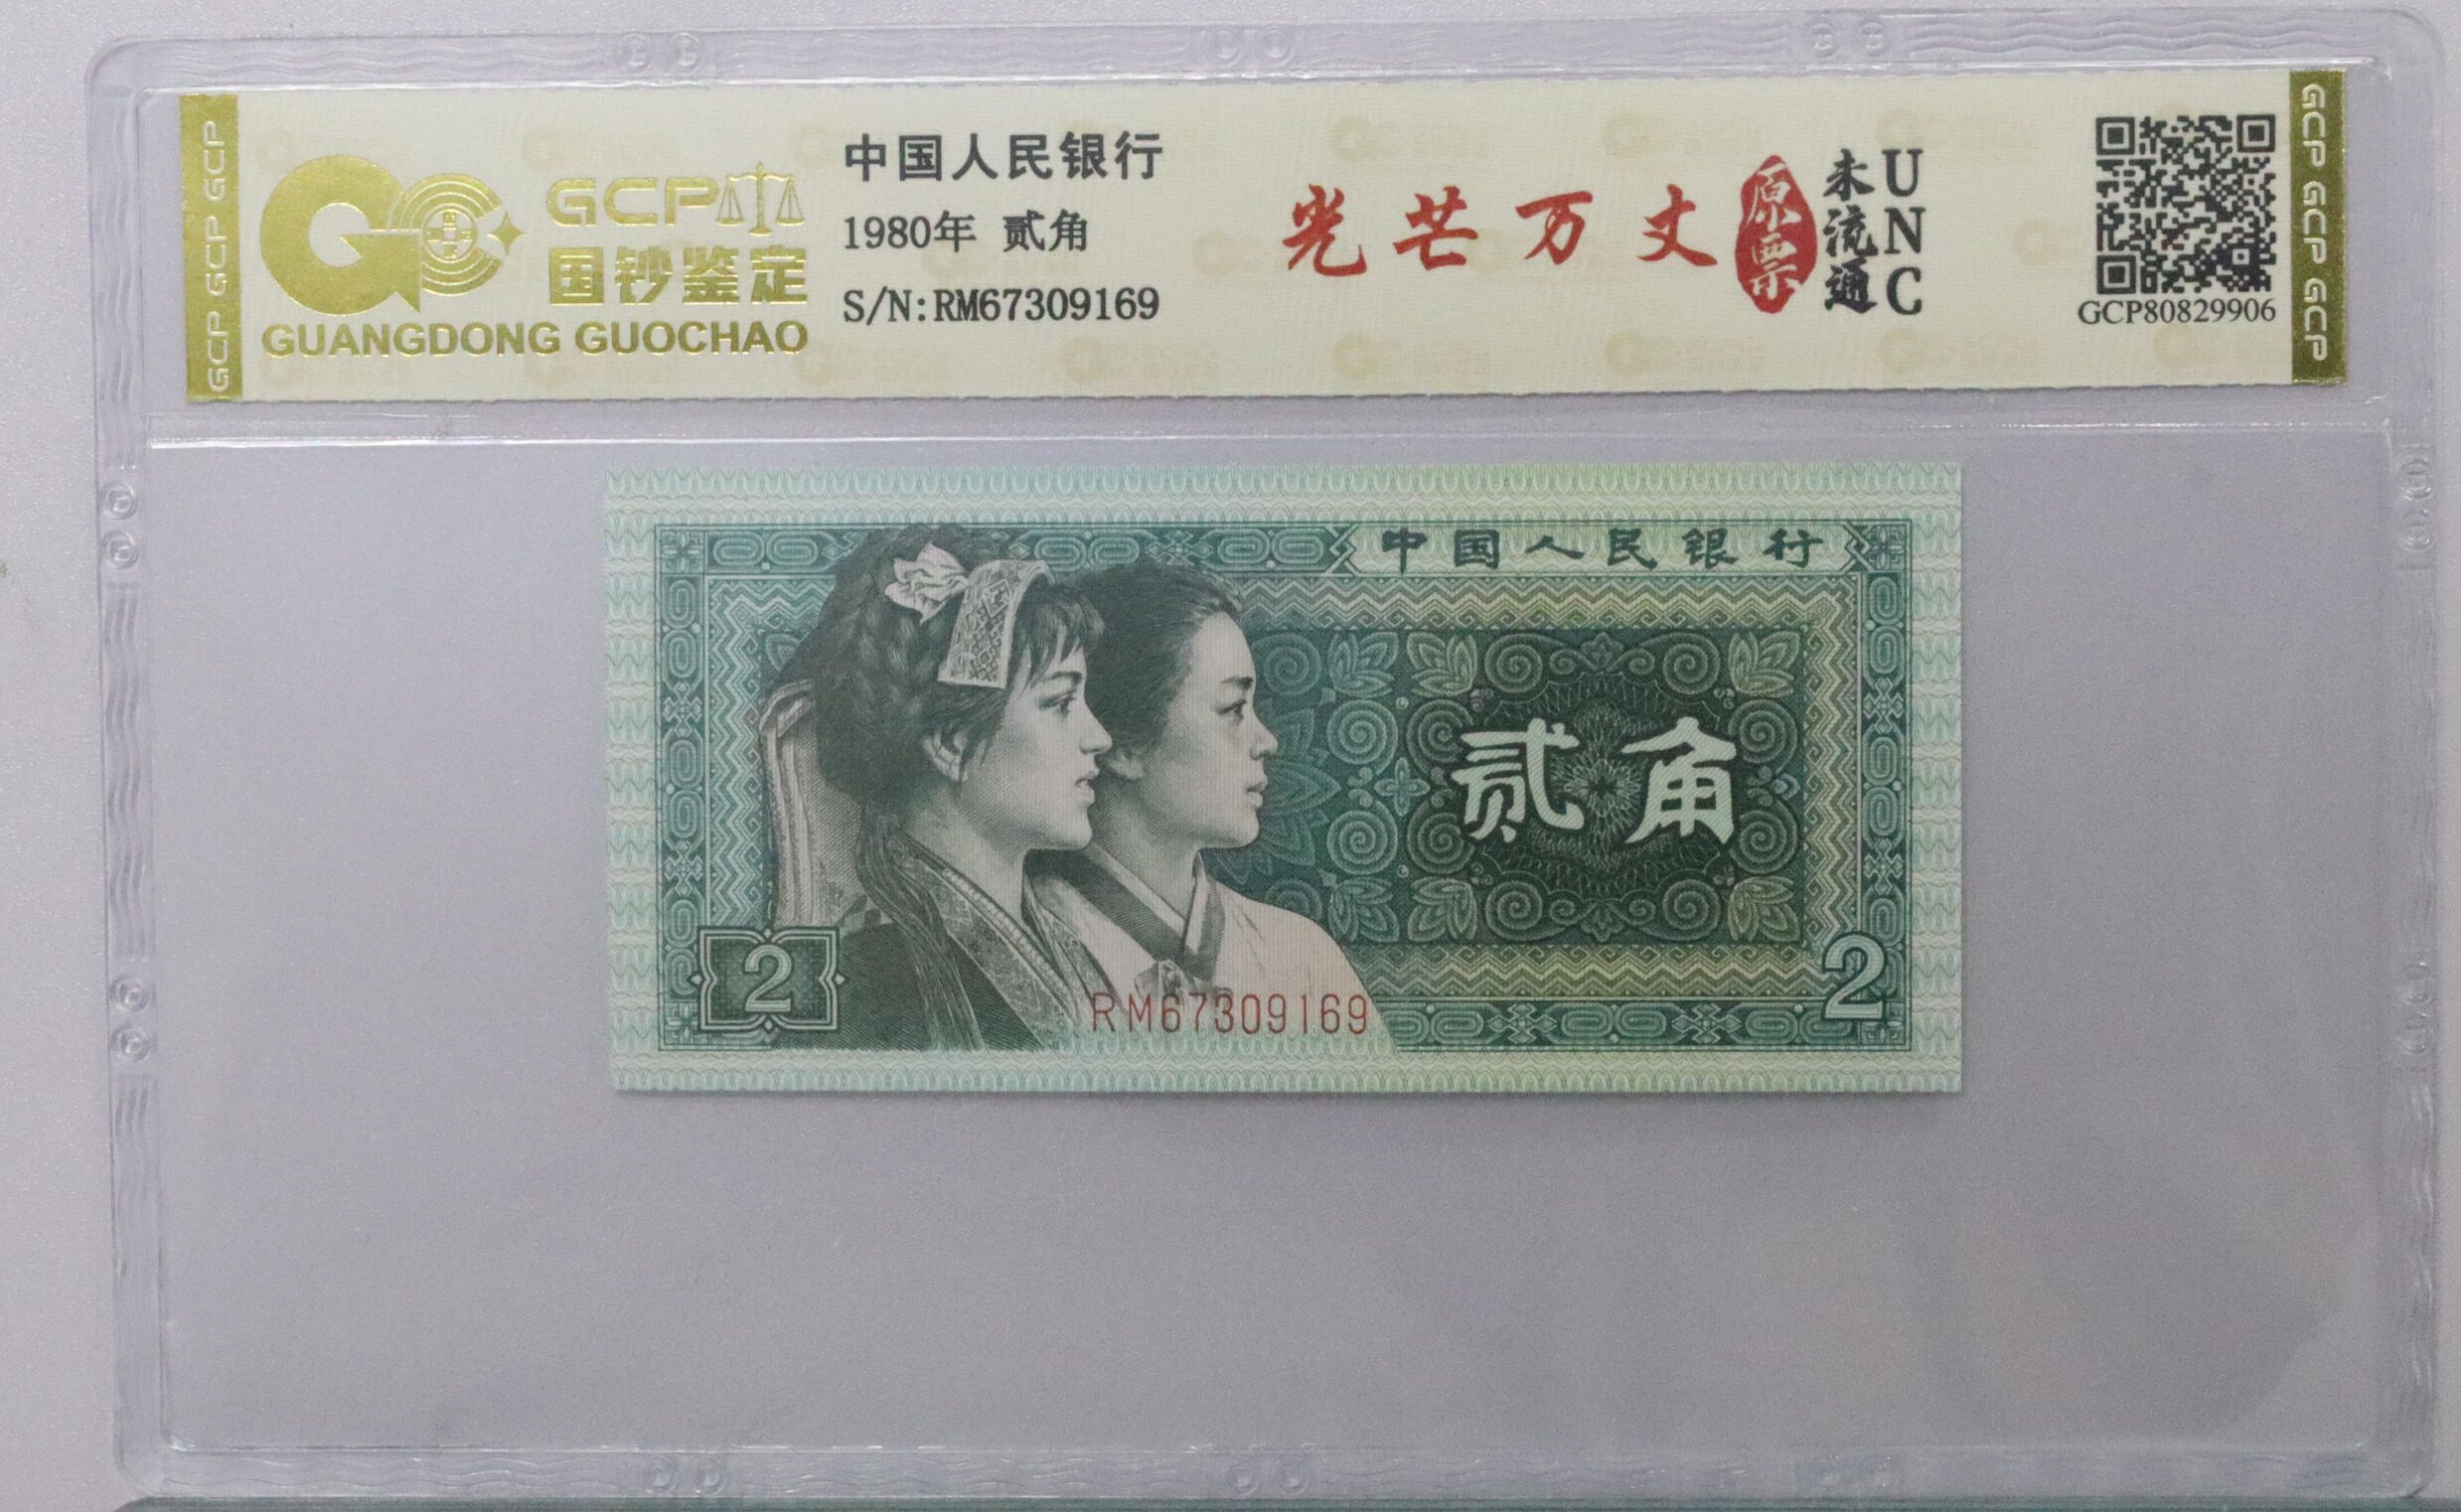 GCP GCP GCP
GCP
国钞鉴定
GUANGDONG GUOCHAO
中国人民银行
1980年 贰角
S/N:RM67309169
光芒万丈
原票
未流通
UNC
GCP80829906
GCP GCP GCP
中国人民银行
贰角
2
RM67309169
2